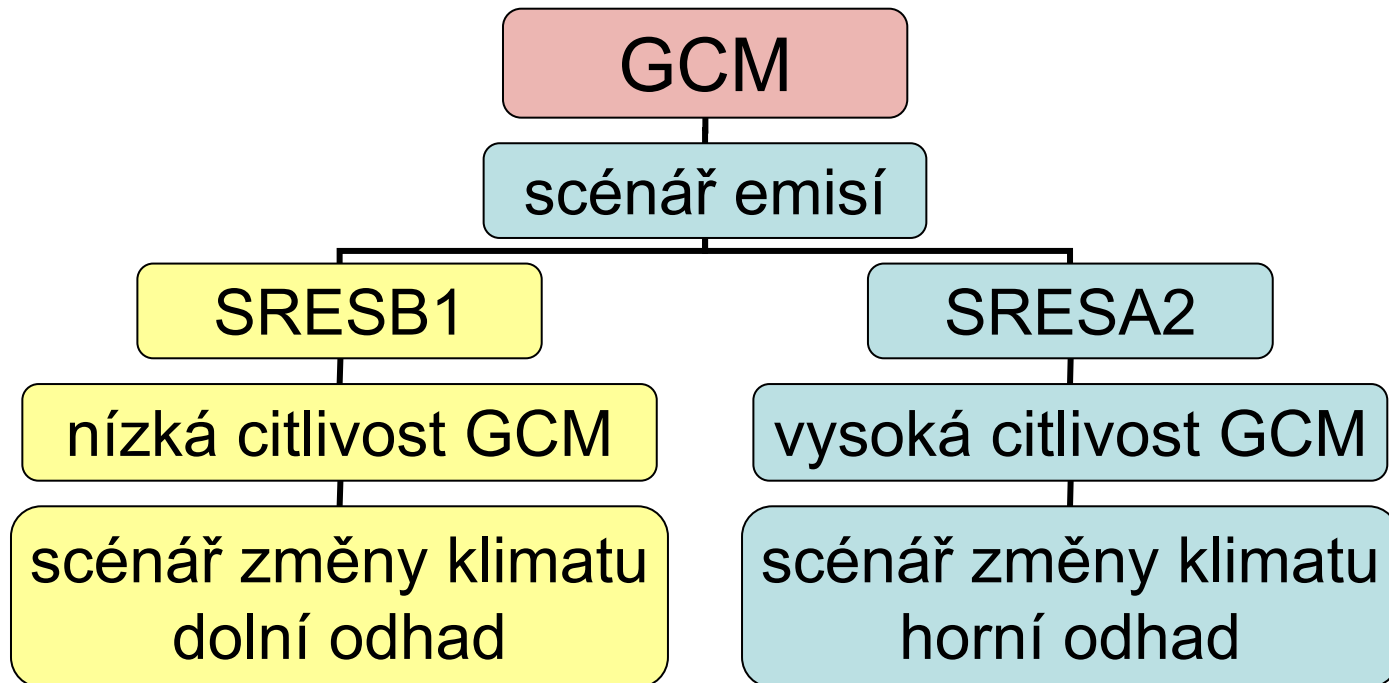 GCM
scénář emisí
SRESB1
SRESA2
nízká citlivost GCM
vysoká citlivost GCM
scénář změny klimatu
dolní odhad
scénář změny klimatu
horní odhad